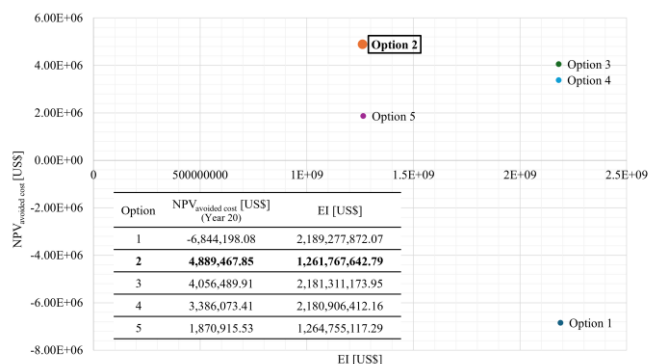 6.00E+06
Option 2
4.00E+06
Option 3
Option 4
2.00E+06
Option 5
0.00E+00
0
500000000
1E+09
1.5E+09
2E+09
2.5E+09
NPVavoided cost [US$]
-2.00E+06
-4.00E+06
-6.00E+06
-8.00E+06
Option NPVavoided cost [US$] (Year 20) EI [US$]
1 -6,844,198.08 2,189,277,872.07
2 4,889,467.85 1,261,767,642.79
3 4,056,489.91 2,181,311,173.95
4 3,386,073.41 2,180,906,412.16
5 1,870,915.53 1,264,755,117.29
Option 1
EI [US$]